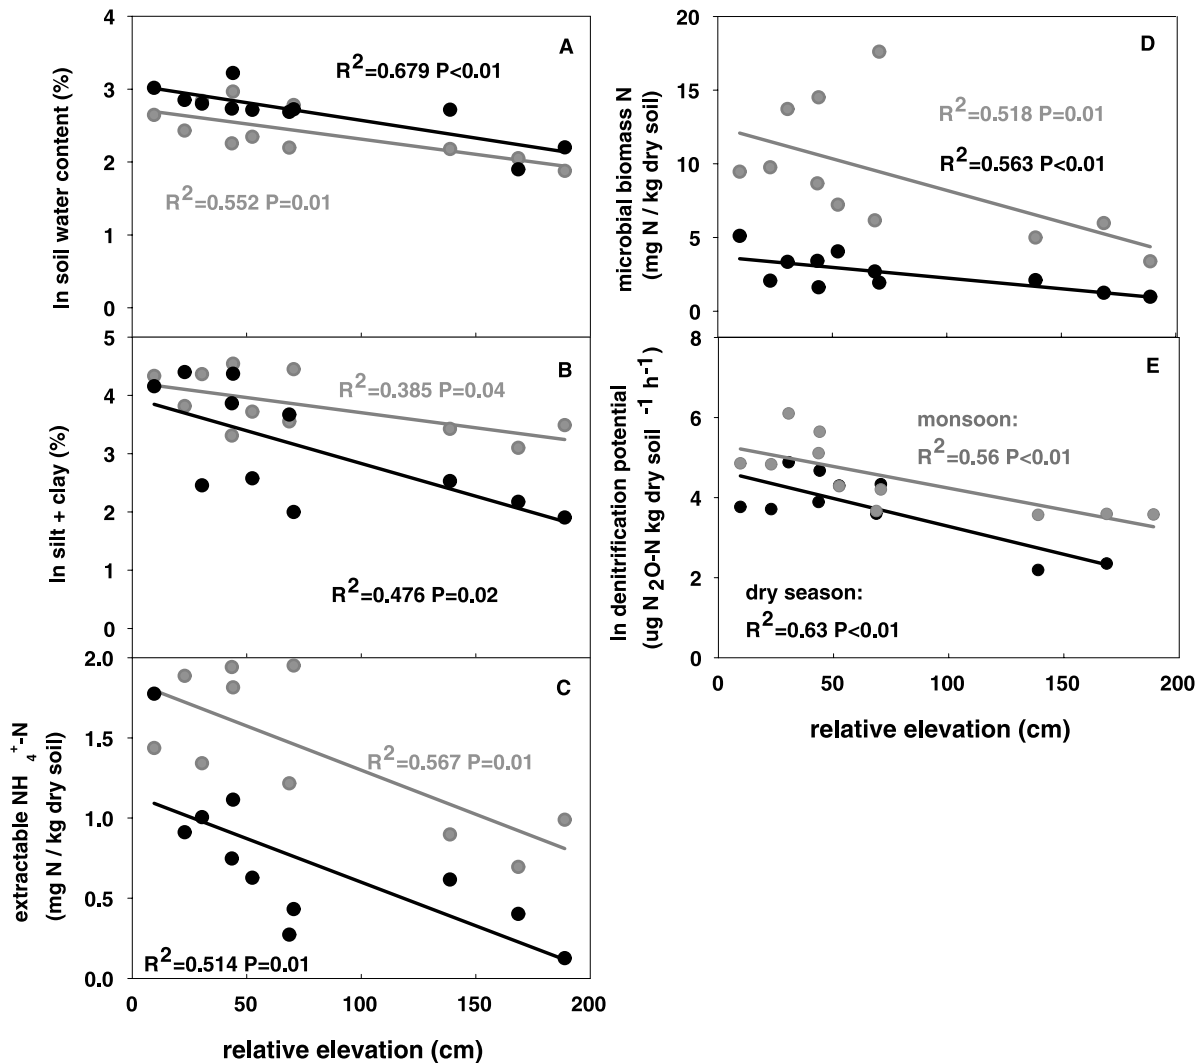 A
ln soil water content (%)
4
3
2
1
0
R2=0.679 P<0.01
R2=0.552 P=0.01
B
ln silt + clay (%)
5
4
3
2
1
0
R2=0.385 P=0.04
R2=0.476 P=0.02
C
extractable NH4+-N
(mg N / kg dry soil)
2.0
1.5
1.0
0.5
0.0
R2=0.567 P=0.01
R2=0.514 P=0.01
0 50 100 150 200
relative elevation (cm)
D
microbial biomass N
(mg N / kg dry soil)
20
15
10
5
0
R2=0.518 P=0.01
R2=0.563 P<0.01
E
ln denitrification potential
(ug N2O-N kg dry soil-1 h-1)
8
6
4
2
0
monsoon:
R2=0.56 P<0.01
dry season:
R2=0.63 P<0.01
0 50 100 150 200
relative elevation (cm)